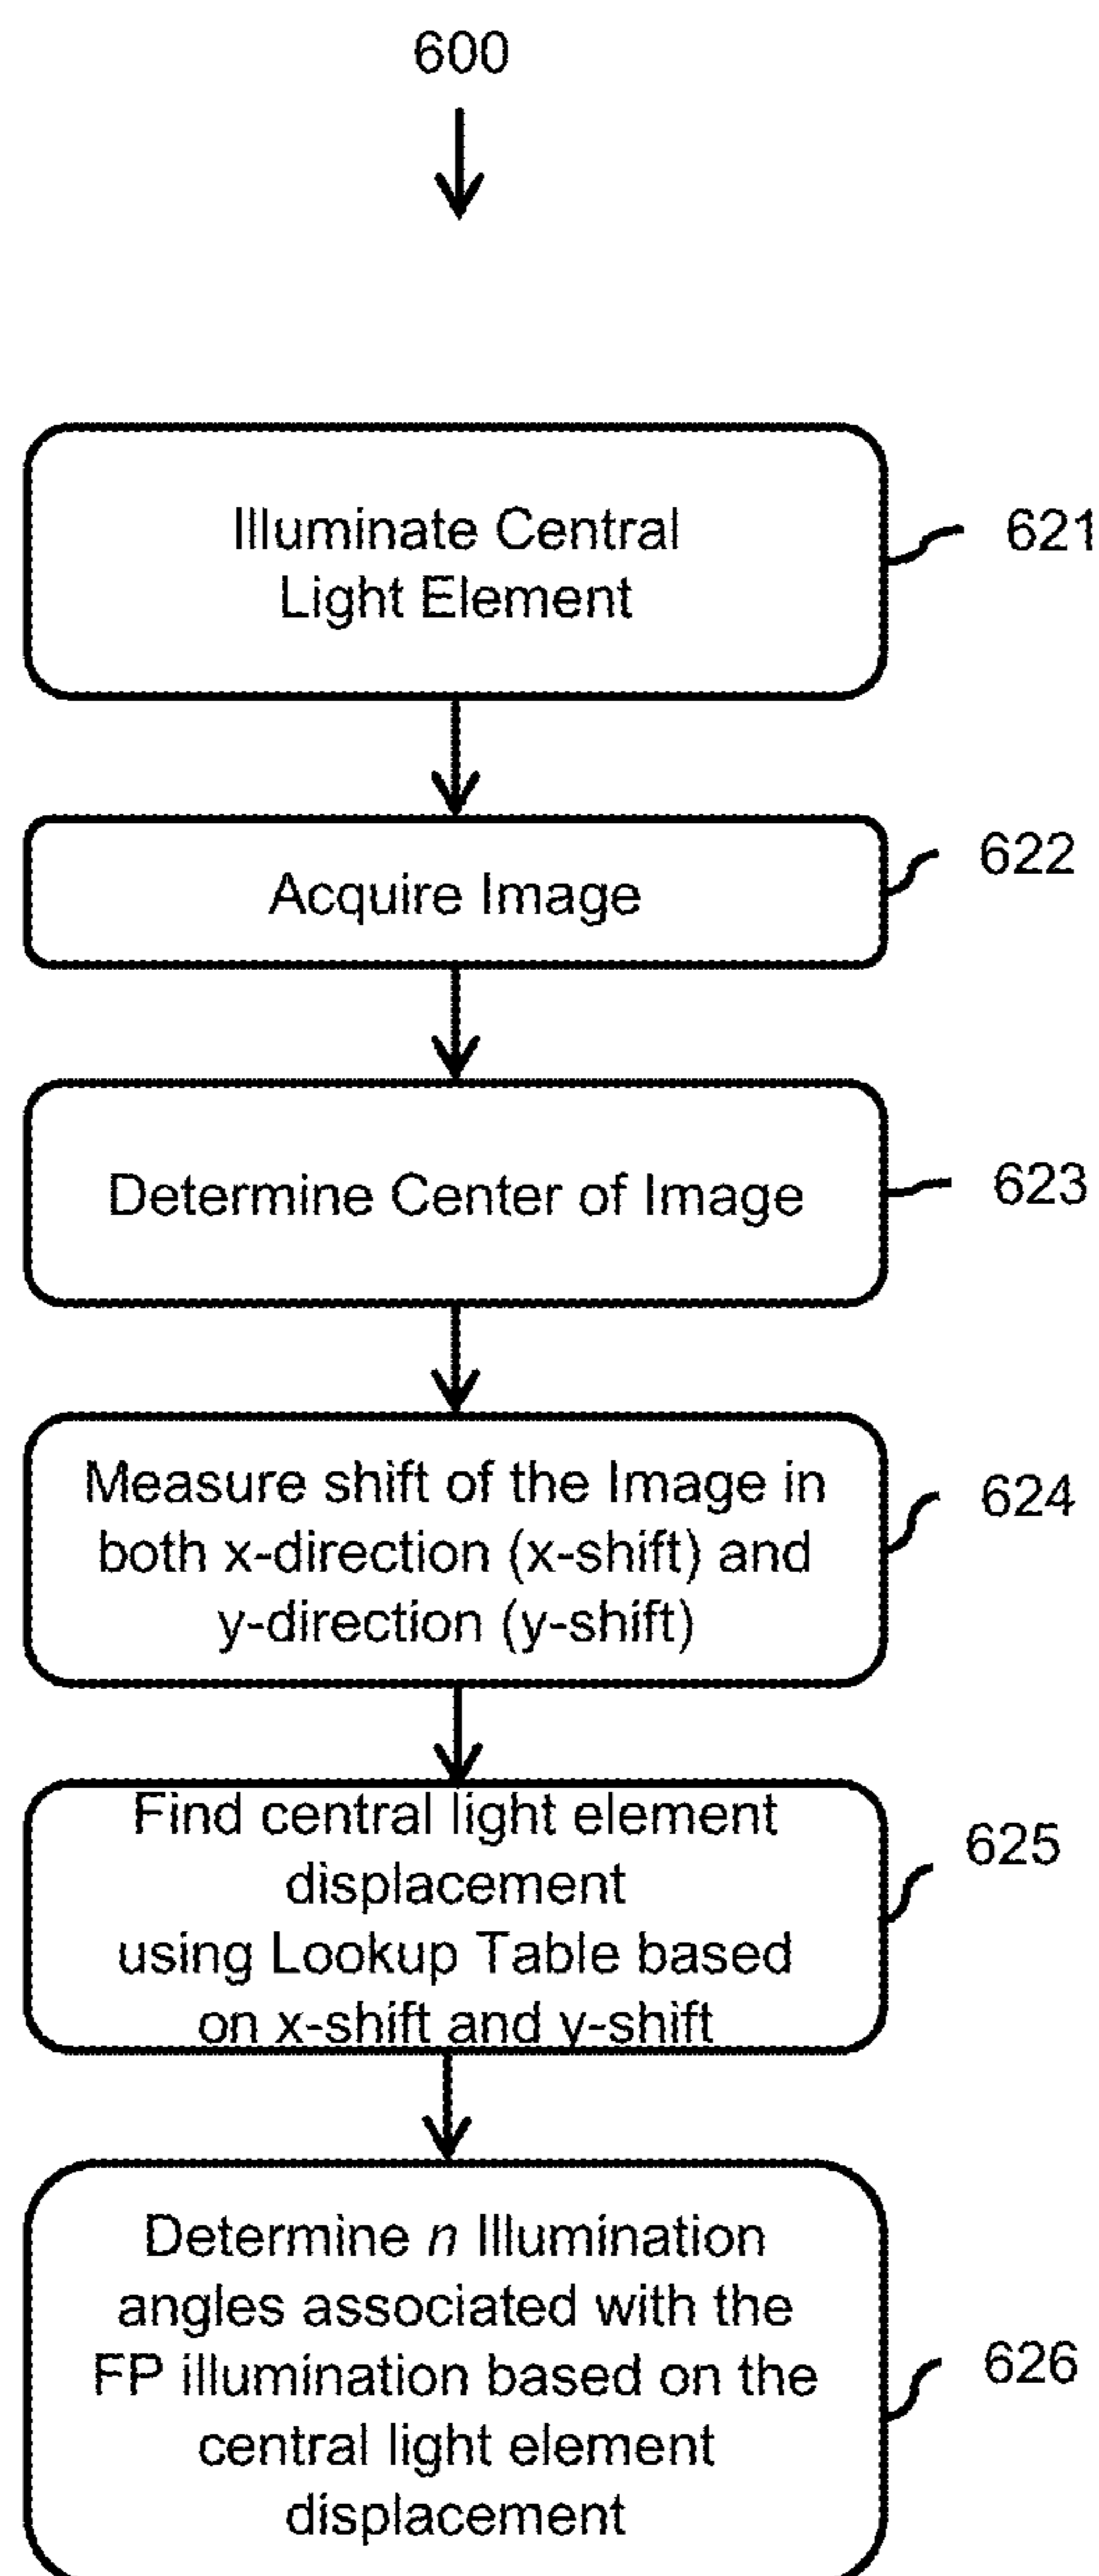 600
Illuminate Central
Light Element
621
Acquire Image
622
Determine Center of Image
623
Measure shift of the Image in
both x-direction (x-shift) and
y-direction (y-shift)
624
Find central light element
displacement
using Lookup Table based
on x-shift and y-shift
625
Determine n Illumination
angles associated with the
FP illumination based on the
central light element
displacement
626